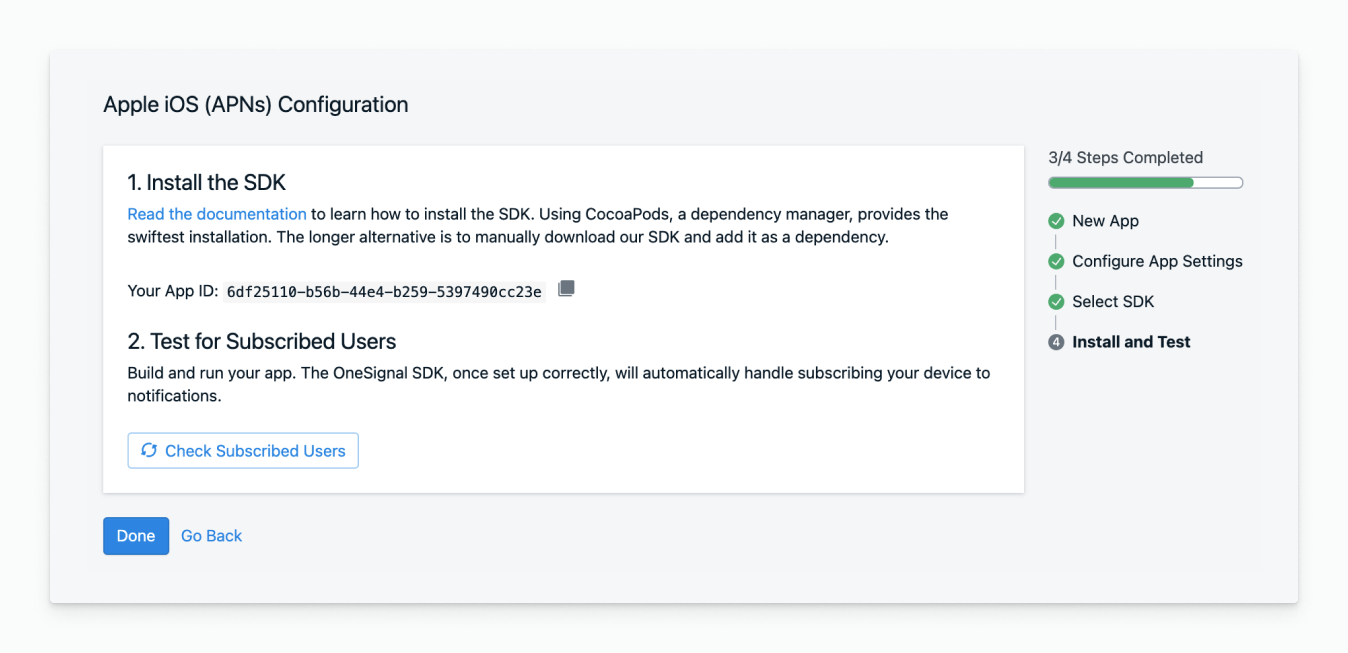 Apple iOS (APNs) Configuration
1. Install the SDK
Read the documentation to learn how to install the SDK. Using CocoaPods, a dependency manager, provides the
swiftest installation. The longer alternative is to manually download our SDK and add it as a dependency.
Your App ID: 6df25110-b56b-44e4-b259-5397490cc23e
2. Test for Subscribed Users
Build and run your app. The OneSignal SDK, once set up correctly, will automatically handle subscribing your device to
notifications.
Check Subscribed Users
Done Go Back
3/4 Steps Completed
New App
Configure App Settings
Select SDK
4 Install and Test